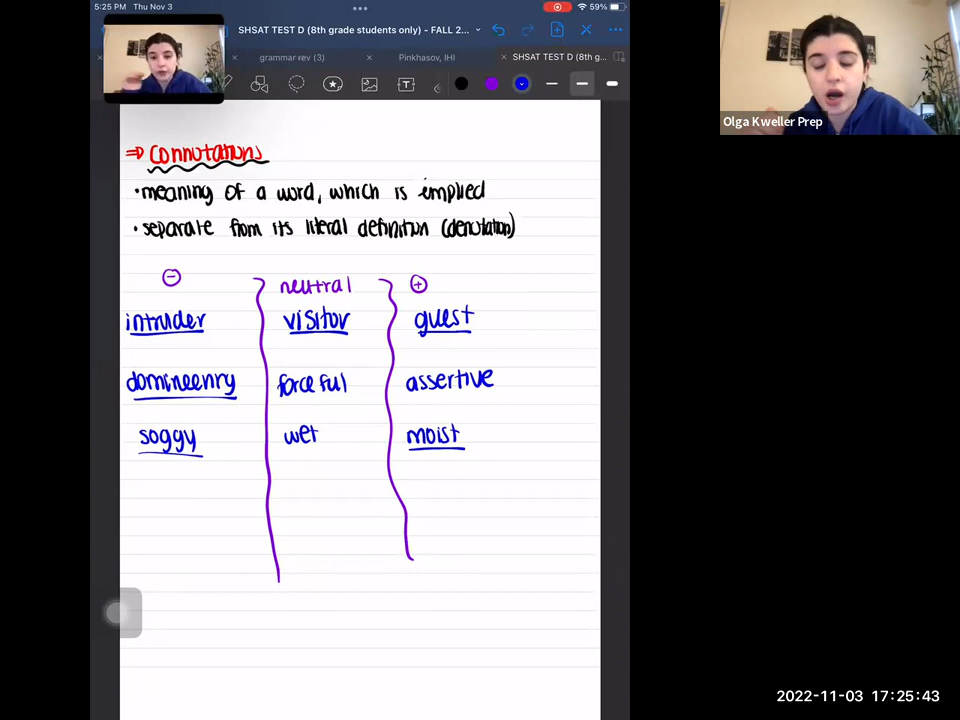 5:25 PM Thu Nov 3
59%
SHSAT TEST D (8th grade students only) - FALL 2...
grammar rev (3)
Pinkhasov, IHI
SHSAT TEST D (8th g...
Olga Kweller Prep
⇒ Connotations
• meaning of a word, which is implied
• separate from its literal definition (denotation)
- neutral +
intruder visitor guest
domineenry forceful assertive
soggy wet moist
2022-11-03 17:25:43